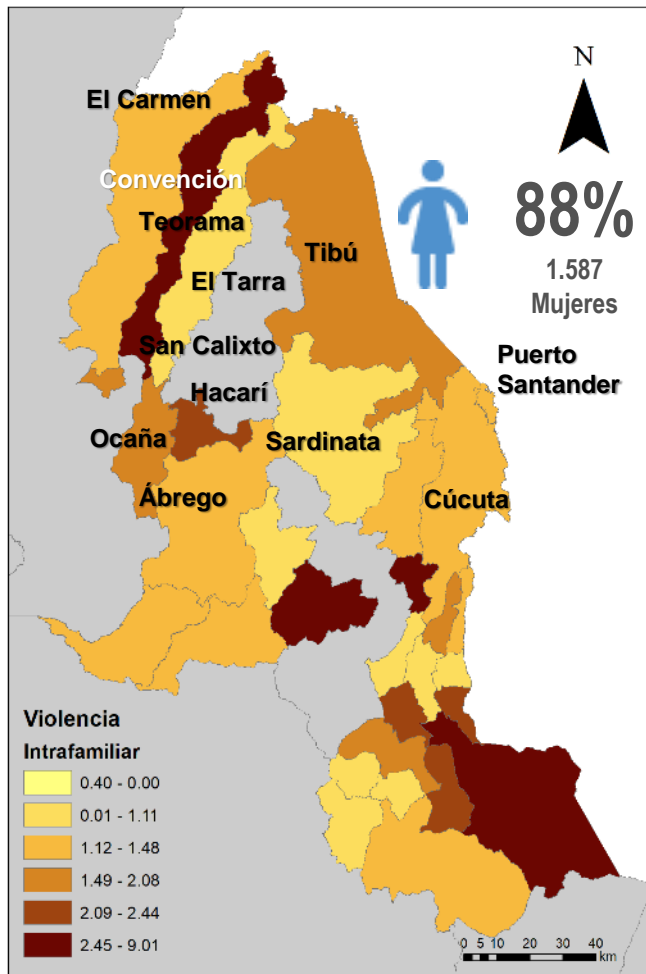 N
El Carmen
Convención
Teorama
El Tarra
Tibú
88%
1.587
Mujeres
San Calixto
Hacarí
Puerto
Santander
Ocaña
Sardinata
Ábrego
Cúcuta
Violencia
Intrafamiliar
0.40 - 0.00
0.01 - 1.11
1.12 - 1.48
1.49 - 2.08
2.09 - 2.44
2.45 - 9.01
0 5 10 20 30 40
km